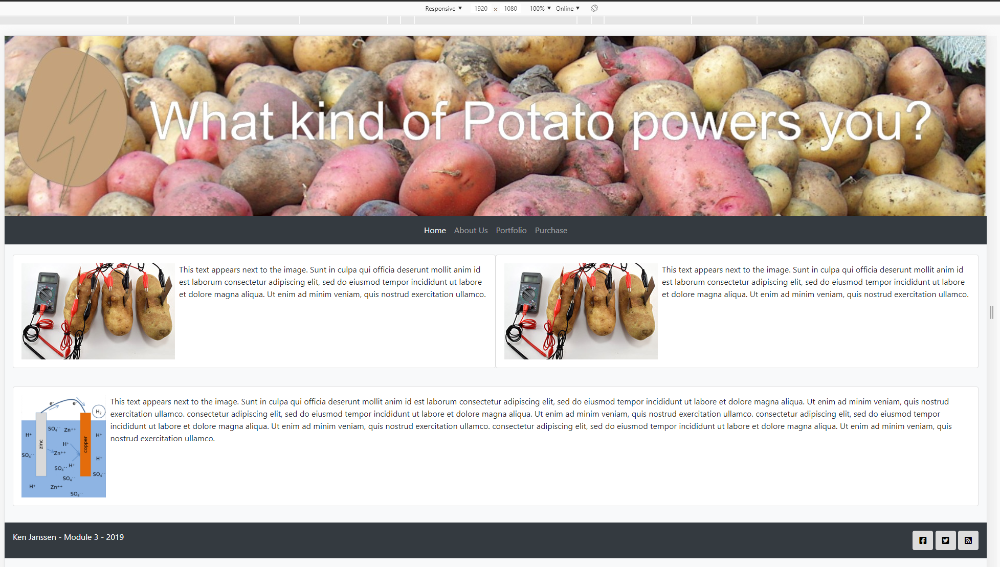 Responsive ▼ 1920 × 1080 100% ▼ Online ▼
What kind of Potato powers you?
Home About Us Portfolio Purchase
This text appears next to the image. Sunt in culpa qui officia deserunt mollit anim id
est laborum consectetur adipiscing elit, sed do eiusmod tempor incididunt ut labore
et dolore magna aliqua. Ut enim ad minim veniam, quis nostrud exercitation ullamco.
This text appears next to the image. Sunt in culpa qui officia deserunt mollit anim id
est laborum consectetur adipiscing elit, sed do eiusmod tempor incididunt ut labore
et dolore magna aliqua. Ut enim ad minim veniam, quis nostrud exercitation ullamco.
e⁻ e⁻
H₂
SO₄⁻⁻ Zn⁺⁺
H⁺ H⁺
zinc
copper
H⁺
SO₄⁻⁻ Zn⁺⁺
H⁺
SO₄⁻⁻ H⁺
SO₄⁻⁻
SO₄⁻⁻
H⁺ Zn⁺⁺
SO₄⁻⁻
This text appears next to the image. Sunt in culpa qui officia deserunt mollit anim id est laborum consectetur adipiscing elit, sed do eiusmod tempor incididunt ut labore et dolore magna aliqua. Ut enim ad minim veniam, quis nostrud
exercitation ullamco. consectetur adipiscing elit, sed do eiusmod tempor incididunt ut labore et dolore magna aliqua. Ut enim ad minim veniam, quis nostrud exercitation ullamco. consectetur adipiscing elit, sed do eiusmod tempor
incididunt ut labore et dolore magna aliqua. Ut enim ad minim veniam, quis nostrud exercitation ullamco. consectetur adipiscing elit, sed do eiusmod tempor incididunt ut labore et dolore magna aliqua. Ut enim ad minim veniam, quis
nostrud exercitation ullamco.
Ken Janssen - Module 3 - 2019